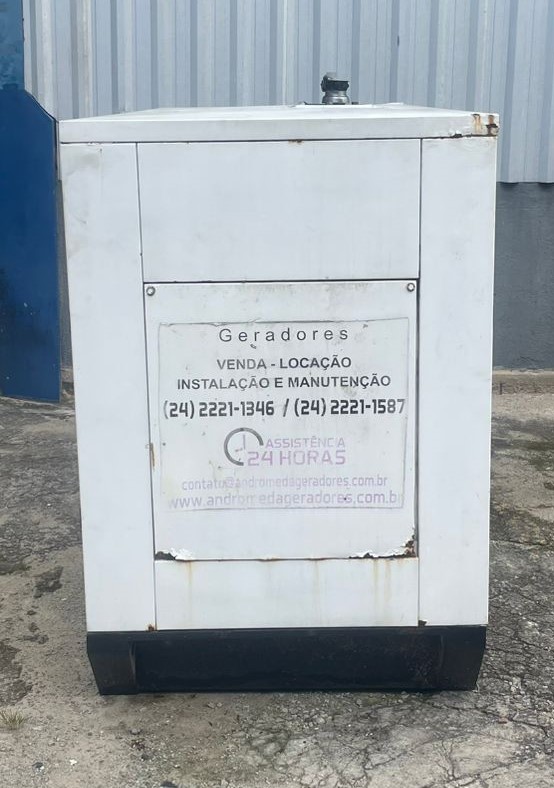 Geradores
VENDA - LOCAÇÃO
INSTALAÇÃO E MANUTENÇÃO
(24) 2221-1346 / (24) 2221-1587
ASSISTÊNCIA
24 HORAS
contato@andromedageradores.com.br
www.andromedageradores.com.br